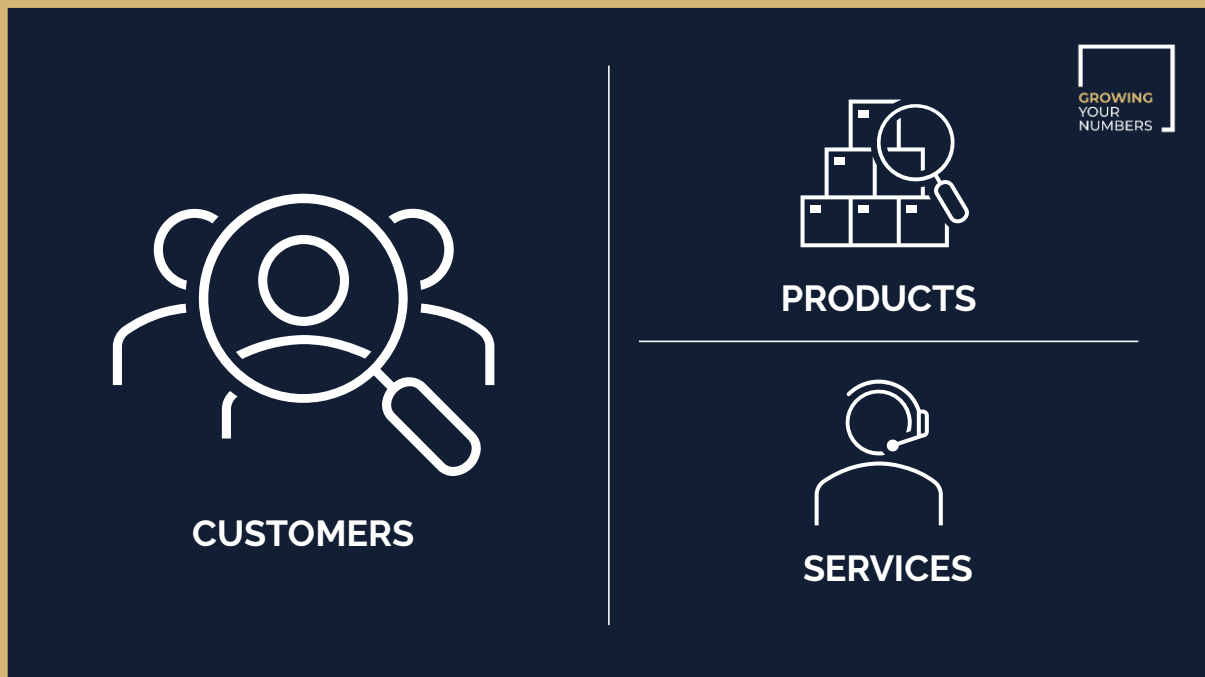 GROWING
YOUR
NUMBERS
PRODUCTS
CUSTOMERS
SERVICES